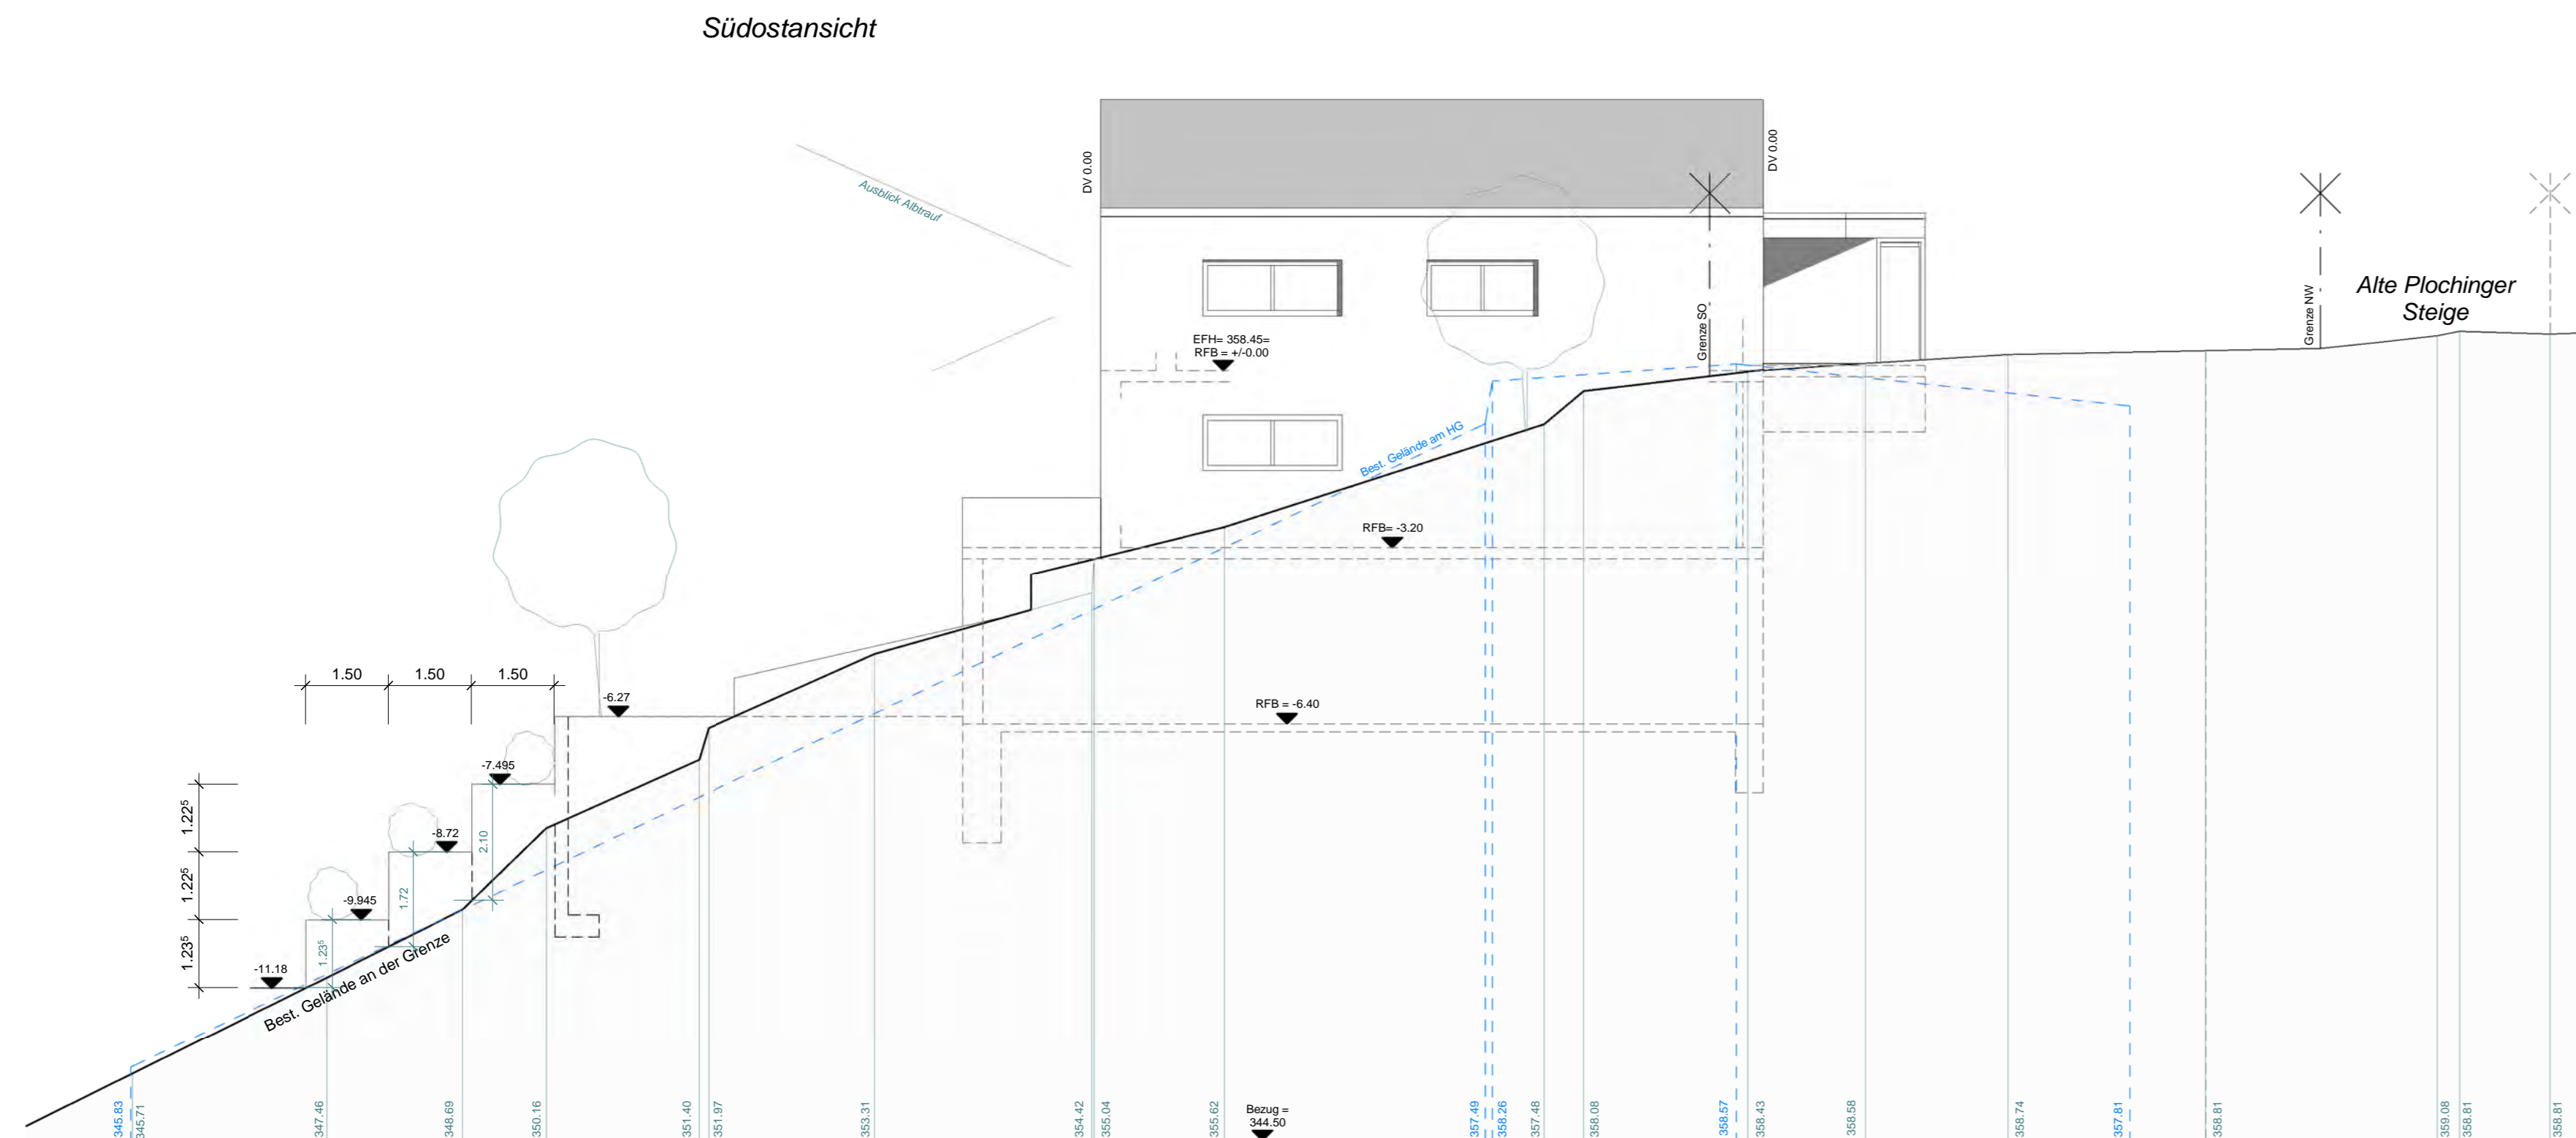 Südostansicht
DV 0.00
DV 0.00
Ausblick Albtrauf
Grenze SO
Grenze NW
Alte Plochinger
Steige
EFH= 358.45=
RFB = +/-0.00
Best. Gelände am HG
RFB= -3.20
RFB = -6.40
1.50
1.50
1.50
-6.27
-7.495
-8.72
-9.945
-11.18
1.22⁵
1.22⁵
1.23⁵
2.10
1.72
1.23⁵
Best. Gelände an der Grenze
345.83
345.71
347.46
348.69
350.16
351.40
351.97
353.31
354.42
355.04
355.62
Bezug =
344.50
357.49
358.26
357.48
358.08
358.57
358.43
358.58
358.74
357.81
358.81
359.08
358.81
358.81